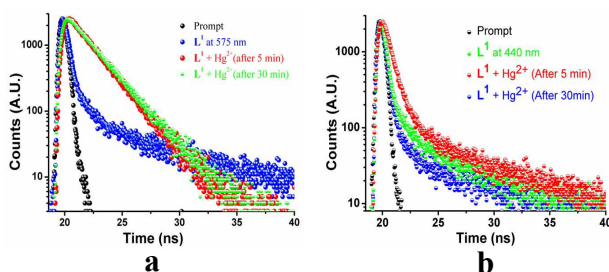 Prompt
L¹ at 575 nm
L¹ + Hg²⁺ (after 5 min)
L¹ + Hg²⁺ (after 30 min)
1000
100
10
Counts (A.U.)
20 25 30 35 40
Time (ns)
a
Prompt
L¹ at 440 nm
L¹ + Hg²⁺ (After 5 min)
L¹ + Hg²⁺ (After 30min)
1000
100
10
Counts (A.U.)
20 25 30 35 40
Time (ns)
b